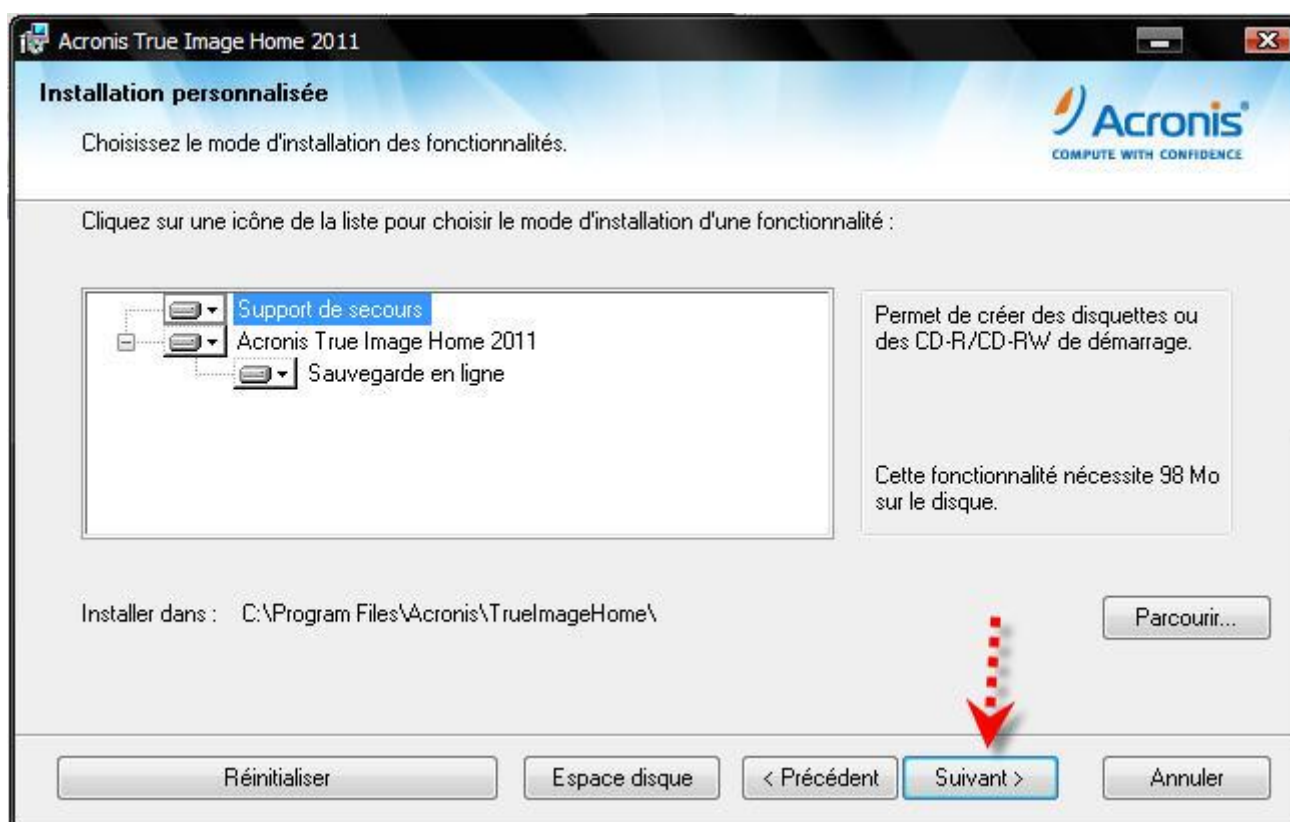 Acronis True Image Home 2011
Installation personnalisée
Choisissez le mode d'installation des fonctionnalités.
Acronis
COMPUTE WITH CONFIDENCE
Cliquez sur une icône de la liste pour choisir le mode d'installation d'une fonctionnalité :
Support de secours
Acronis True Image Home 2011
Sauvegarde en ligne
Permet de créer des disquettes ou
des CD-R/CD-RW de démarrage.
Cette fonctionnalité nécessite 98 Mo
sur le disque.
Installer dans : C:\Program Files\Acronis\TrueImageHome\
Parcourir...
Réinitialiser
Espace disque
< Précédent
Suivant >
Annuler